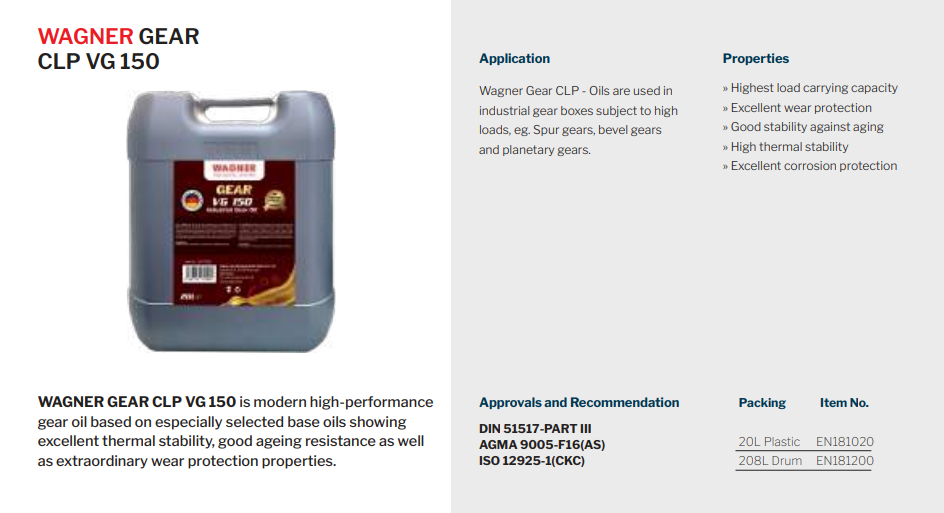 WAGNER GEAR
CLP VG 150
WAGNER
GEAR
VG 150
Industrial Gear Oil
20L
WAGNER GEAR CLP VG 150 is modern high-performance
gear oil based on especially selected base oils showing
excellent thermal stability, good ageing resistance as well
as extraordinary wear protection properties.
Application
Wagner Gear CLP - Oils are used in
industrial gear boxes subject to high
loads, eg. Spur gears, bevel gears
and planetary gears.
Properties
» Highest load carrying capacity
» Excellent wear protection
» Good stability against aging
» High thermal stability
» Excellent corrosion protection
Approvals and Recommendation
DIN 51517-PART III
AGMA 9005-F16(AS)
ISO 12925-1(CKC)
Packing Item No.
20L Plastic EN181020
208L Drum EN181200